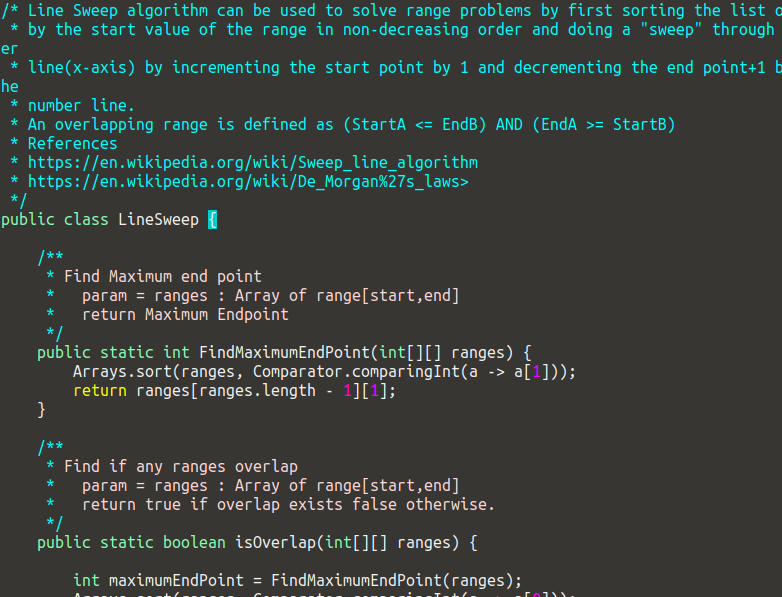 /* Line Sweep algorithm can be used to solve range problems by first sorting the list
 * by the start value of the range in non-decreasing order and doing a "sweep" through
er
 * line(x-axis) by incrementing the start point by 1 and decrementing the end point+1
he
 * number line.
 * An overlapping range is defined as (StartA <= EndB) AND (EndA >= StartB)
 * References
 * https://en.wikipedia.org/wiki/Sweep_line_algorithm
 * https://en.wikipedia.org/wiki/De_Morgan%27s_laws>
 */
public class LineSweep {
    /**
     * Find Maximum end point
     *   param = ranges : Array of range[start,end]
     *   return Maximum Endpoint
     */
    public static int FindMaximumEndPoint(int[][] ranges) {
        Arrays.sort(ranges, Comparator.comparingInt(a -> a[1]));
        return ranges[ranges.length - 1][1];
    }
    /**
     * Find if any ranges overlap
     *   param = ranges : Array of range[start,end]
     *   return true if overlap exists false otherwise.
     */
    public static boolean isOverlap(int[][] ranges) {
        int maximumEndPoint = FindMaximumEndPoint(ranges);